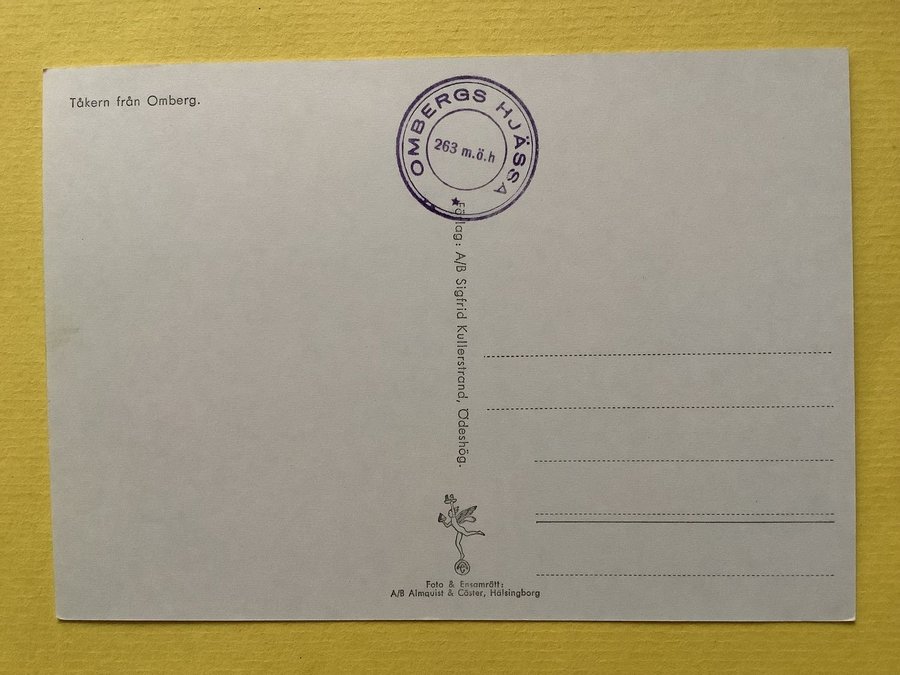 Tåkern från Omberg.
OMBERGS HJÄSSA
263 m.ö.h
Förlag: A/B Sigfrid Kullerstrand, Ödeshög.
Foto & Ensamrätt:
A/B Almquist & Cöster, Hälsingborg